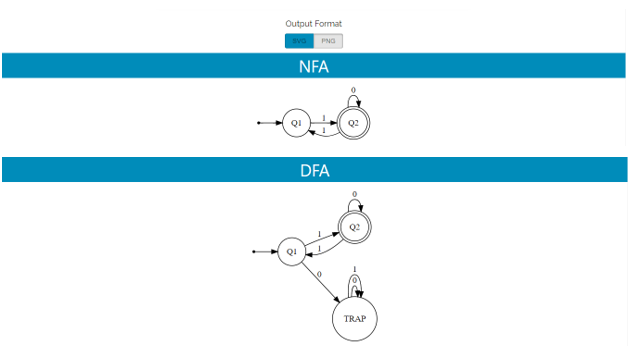 Output Format
SVG PNG
NFA
0
Q1 1 Q2
1
DFA
0
Q2
1
Q1 1
0 1
0
TRAP